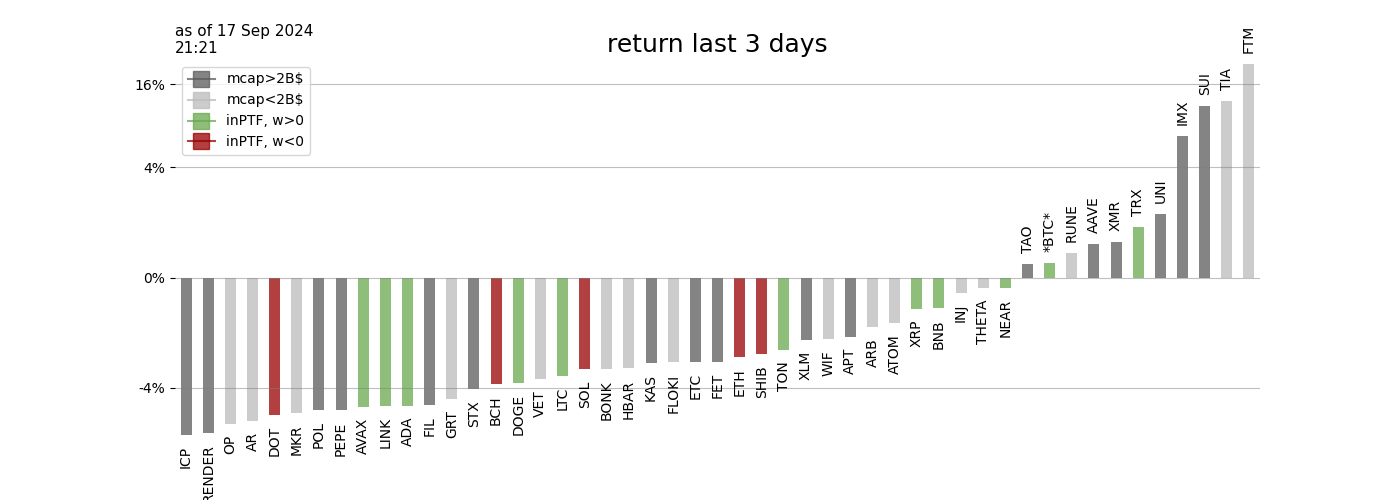 as of 17 Sep 2024
21:21
return last 3 days
mcap>2B$
mcap<2B$
inPTF, w>0
inPTF, w<0
16%
4%
0%
-4%
ICP
RENDER
OP
AR
DOT
MKR
POL
PEPE
AVAX
LINK
ADA
FIL
GRT
STX
BCH
DOGE
VET
LTC
SOL
BONK
HBAR
KAS
FLOKI
ETC
FET
ETH
SHIB
TON
XLM
WIF
APT
ARB
ATOM
XRP
BNB
INJ
THETA
NEAR
TAO
*BTC*
RUNE
AAVE
XMR
TRX
UNI
IMX
SUI
TIA
FTM